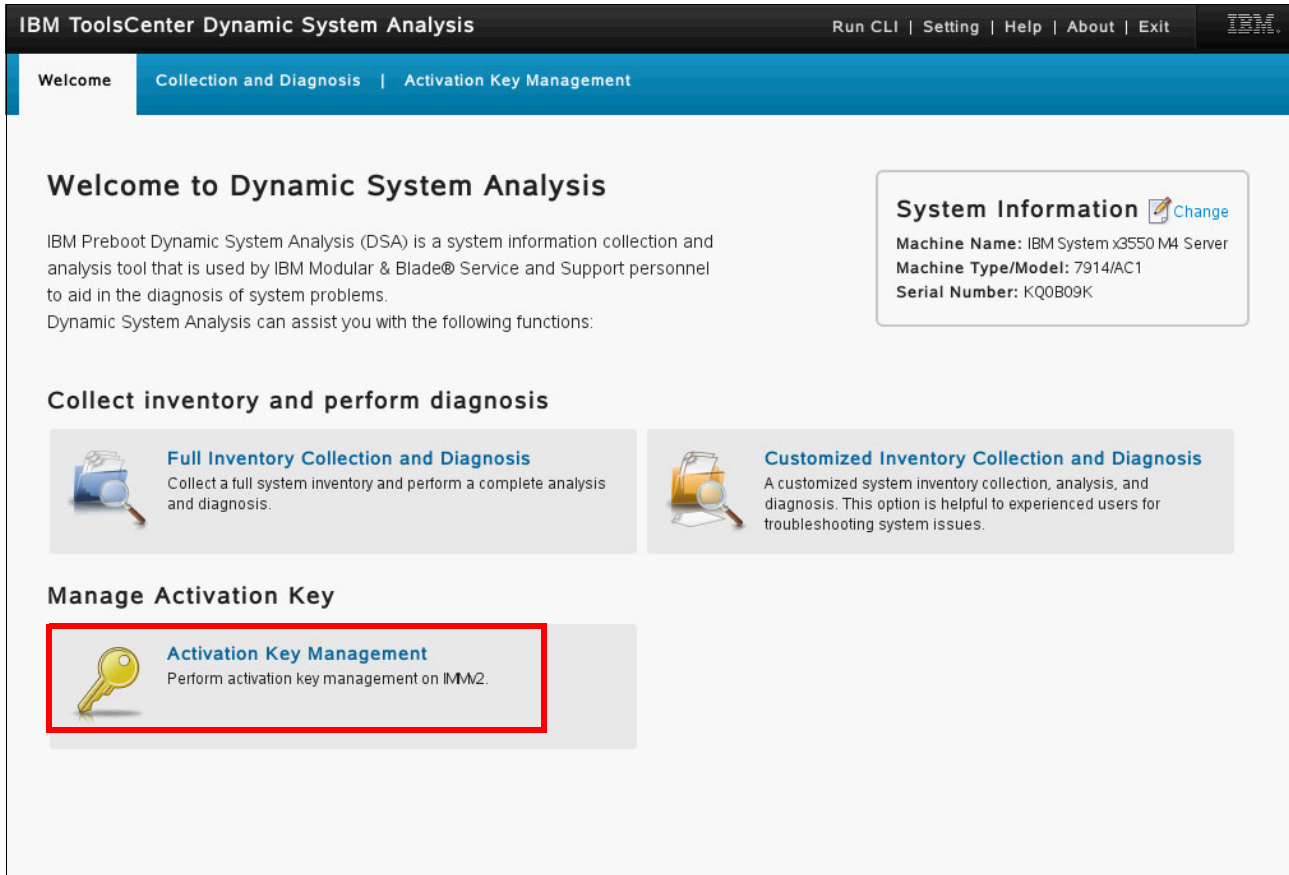 IBM ToolsCenter Dynamic System Analysis
Run CLI | Setting | Help | About | Exit
IBM.
Welcome
Collection and Diagnosis | Activation Key Management
Welcome to Dynamic System Analysis
IBM Preboot Dynamic System Analysis (DSA) is a system information collection and
analysis tool that is used by IBM Modular & Blade® Service and Support personnel
to aid in the diagnosis of system problems.
Dynamic System Analysis can assist you with the following functions:
System Information Change
Machine Name: IBM System x3550 M4 Server
Machine Type/Model: 7914/AC1
Serial Number: KQ0B09K
Collect inventory and perform diagnosis
Full Inventory Collection and Diagnosis
Collect a full system inventory and perform a complete analysis
and diagnosis.
Customized Inventory Collection and Diagnosis
A customized system inventory collection, analysis, and
diagnosis. This option is helpful to experienced users for
troubleshooting system issues.
Manage Activation Key
Activation Key Management
Perform activation key management on IMMv2.